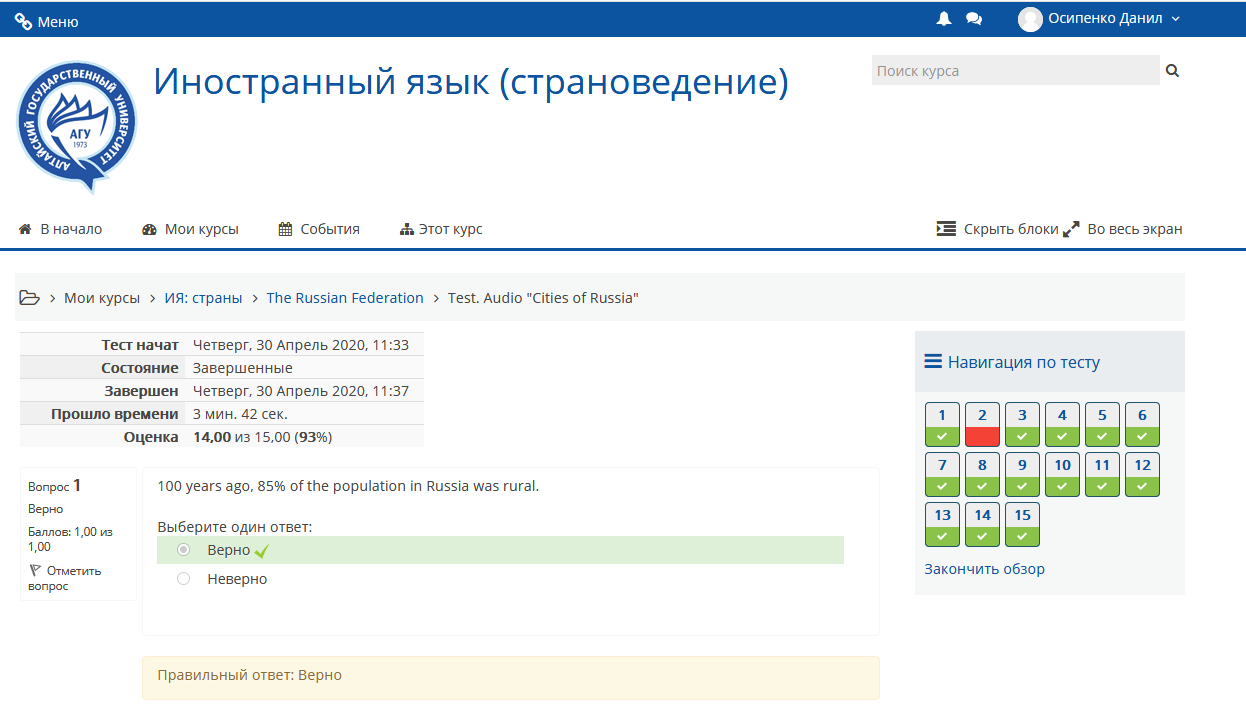 Меню
Осипенко Данил
АЛТАЙСКИЙ ГОСУДАРСТВЕННЫЙ УНИВЕРСИТЕТ
АГУ
1973
Иностранный язык (страноведение)
Поиск курса
В начало
Мои курсы
События
Этот курс
Скрыть блоки
Во весь экран
Мои курсы
ИЯ: страны
The Russian Federation
Test. Audio "Cities of Russia"
Тест начат Четверг, 30 Апрель 2020, 11:33
Состояние Завершенные
Завершен Четверг, 30 Апрель 2020, 11:37
Прошло времени 3 мин. 42 сек.
Оценка 14,00 из 15,00 (93%)
Вопрос 1
Верно
Баллов: 1,00 из
1,00
Отметить
вопрос
100 years ago, 85% of the population in Russia was rural.
Выберите один ответ:
Верно
Неверно
Правильный ответ: Верно
Навигация по тесту
1 2 3 4 5 6
7 8 9 10 11 12
13 14 15
Закончить обзор